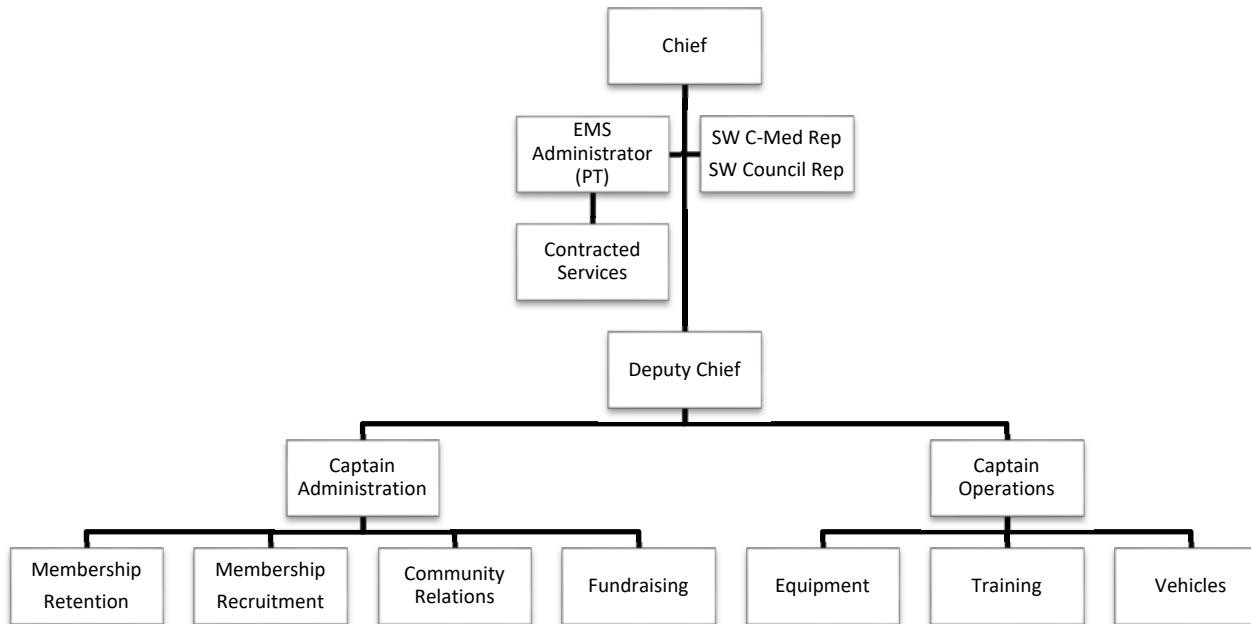 Chief
EMS
Administrator
(PT)
SW C-Med Rep
SW Council Rep
Contracted
Services
Deputy Chief
Captain
Administration
Captain
Operations
Membership
Retention
Membership
Recruitment
Community
Relations
Fundraising
Equipment
Training
Vehicles